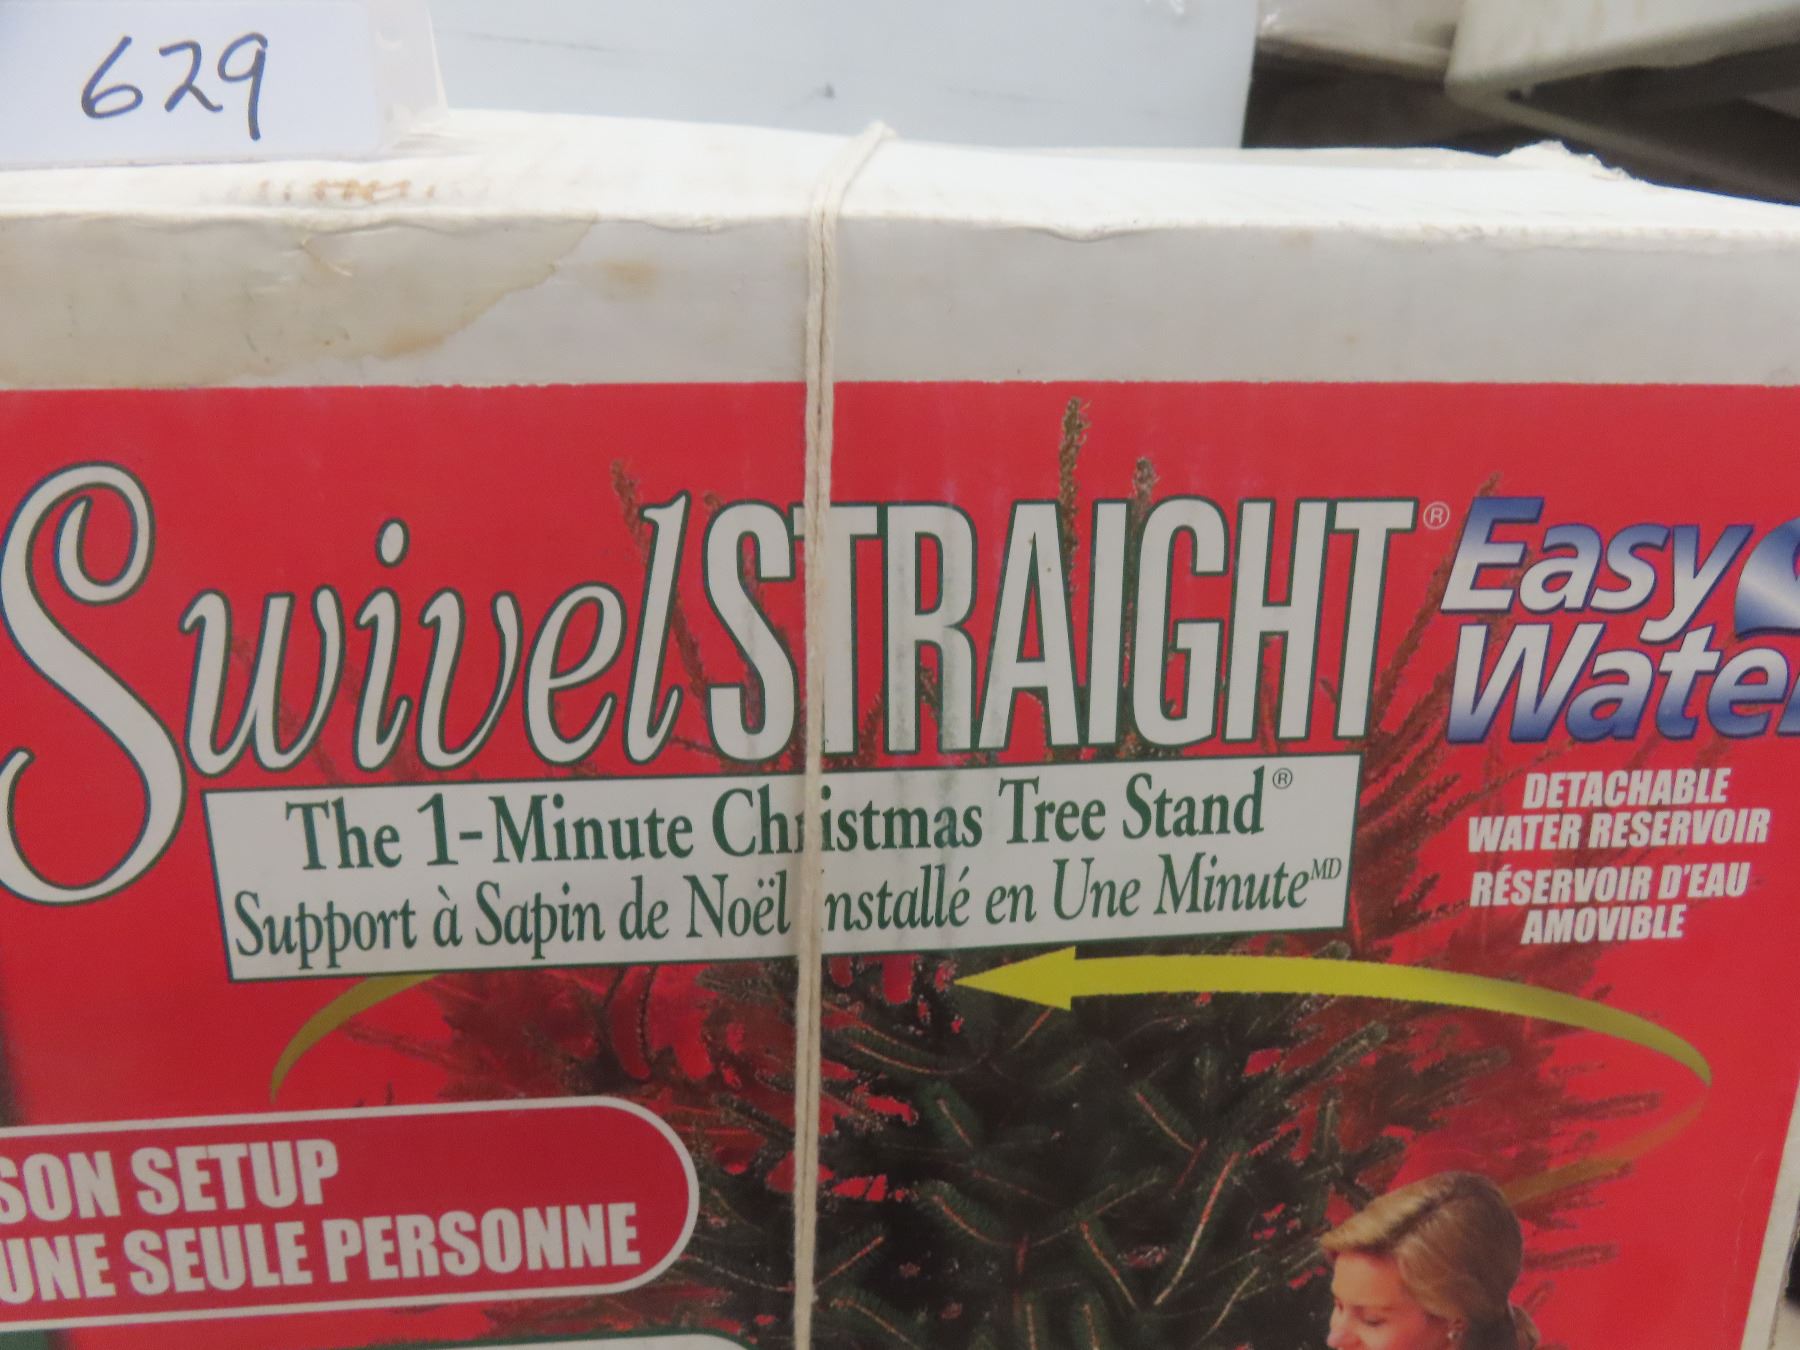 629
SwivelSTRAIGHT®
The 1-Minute Christmas Tree Stand®
Support à Sapin de Noël Installé en Une Minute MD
Easy
Water
DETACHABLE
WATER RESERVOIR
RÉSERVOIR D'EAU
AMOVIBLE
SON SETUP
UNE SEULE PERSONNE